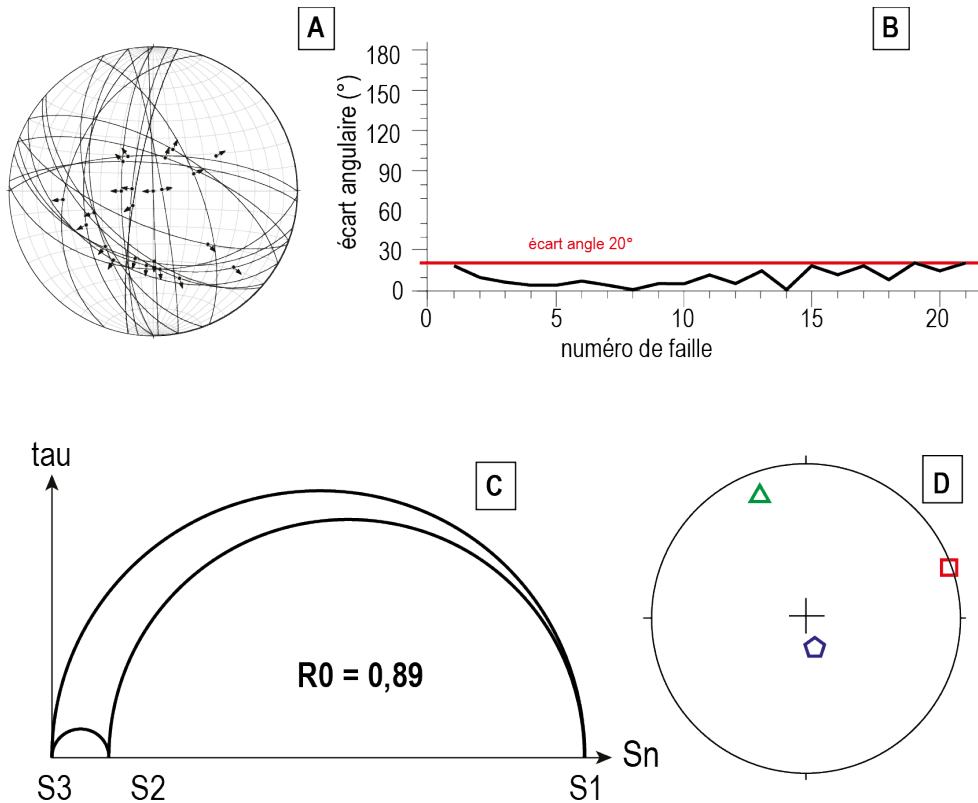 A
B
écart angulaire (°)
180
150
120
90
60
30
0
écart angle 20°
0
5
10
15
20
numéro de faille
tau
C
R0 = 0,89
Sn
S3
S2
S1
D